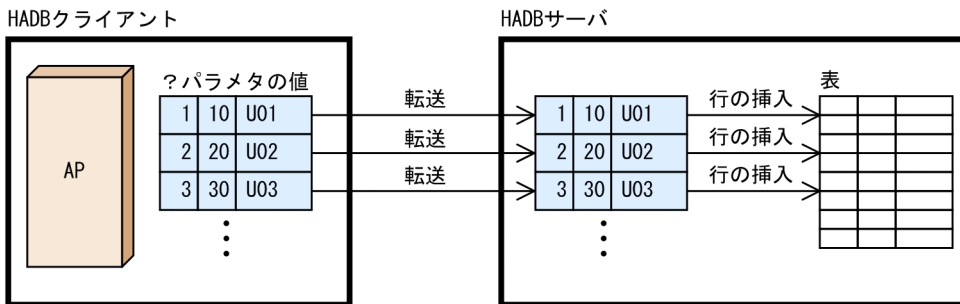 HADBクライアント
HADBサーバ
AP
?パラメタの値
1 10 U01
2 20 U02
3 30 U03
転送
転送
転送
1 10 U01
2 20 U02
3 30 U03
行の挿入
行の挿入
行の挿入
表